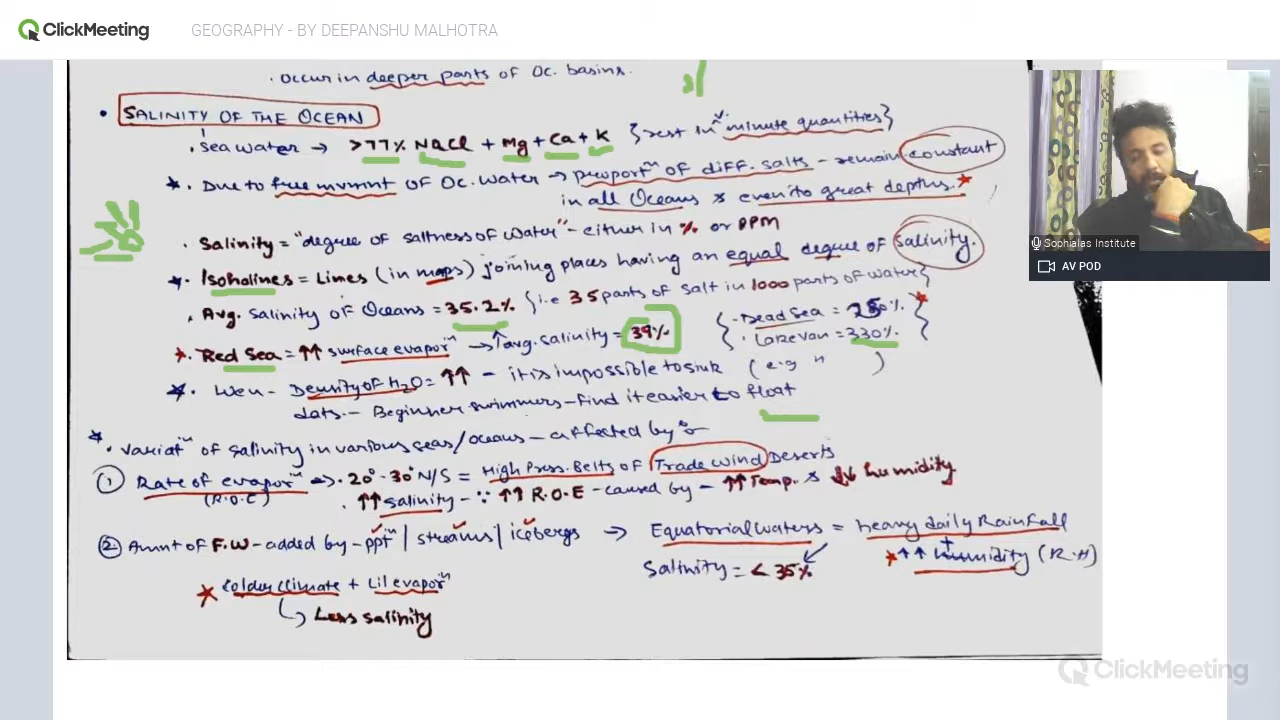 ClickMeeting
GEOGRAPHY - BY DEEPANSHU MALHOTRA
. Occur in deeper parts of Oc. basins.
• SALINITY OF THE OCEAN
. Sea water → >77% NaCl + Mg + Ca + K {rest in minute quantities}
* . Due to free mvmnt of Oc. Water → proport^n of diff. salts - remain constant
in all Oceans & even to great depths. *
. Salinity = "degree of saltness of water" - either in % or PPM
* . Isohalines = Limes (in maps) joining places having an equal degree of Salinity.
. Avg. Salinity of Oceans = 35.2% {i.e 35 parts of salt in 1000 parts of water}
* Red Sea = ↑↑ surface evapor^n → ↑avg. salinity = 39%
{. Dead Sea = 250%. *
. Lake Van = 330%. }
* . Wen - Density of H2O = ↑↑ - it is impossible to sink (e.g " )
dats. - Beginner swimmers - find it easier to float
* . Variat^n of salinity in various seas/oceans - affected by :-
① Rate of evapor^n → . 20° - 30° N/S = High Press. Belts of Trade Wind Deserts
(R.O.E) . ↑↑ salinity - ∵ ↑↑ R.O.E - caused by - ↑↑ Temp. & ↓↓ humidity
② Amnt of F.W - added by - ppt^n | streams | icebergs → Equatorial waters = heavy daily RainFall
+
Salinity = < 35% * ↑↑ humidity (R.H)
* Colder climate + Lil evapor^n
↳ Less salinity
Sophialas Institute
AV POD
ClickMeeting